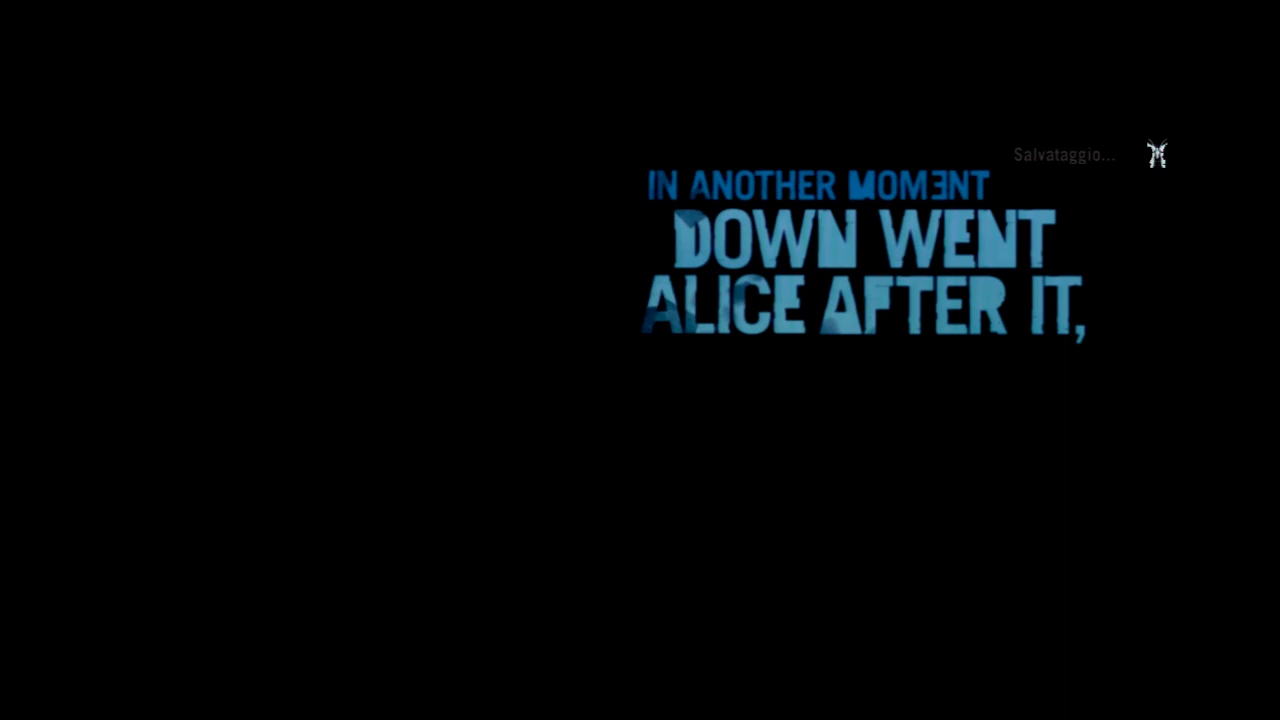 Salvataggio...
IN ANOTHER MOMENT
DOWN WENT
ALICE AFTER IT,